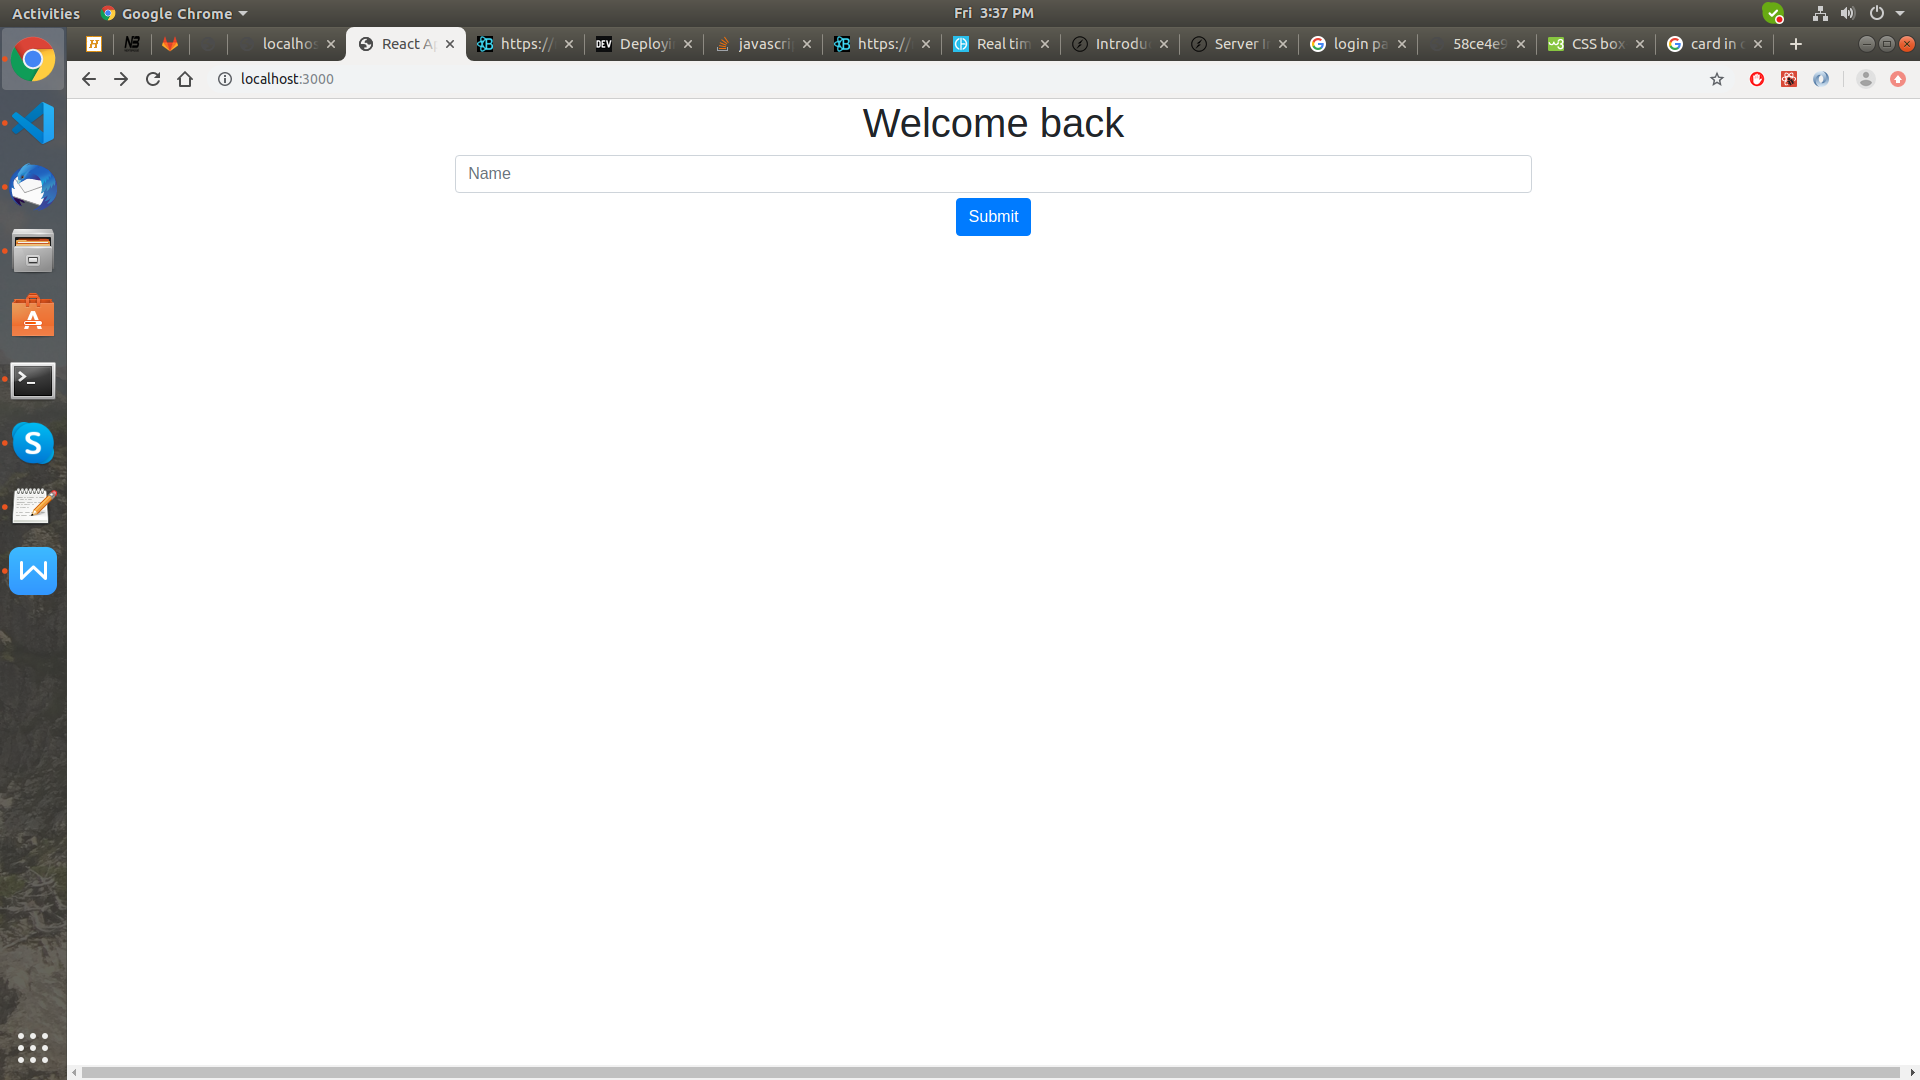 Activities
Google Chrome
Fri 3:37 PM
localhos
React A
https://
Deployi
javascri
https://
Real tim
Introdu
Server I
login pa
58ce4e9
CSS box
card in
localhost:3000
Welcome back
Name
Submit